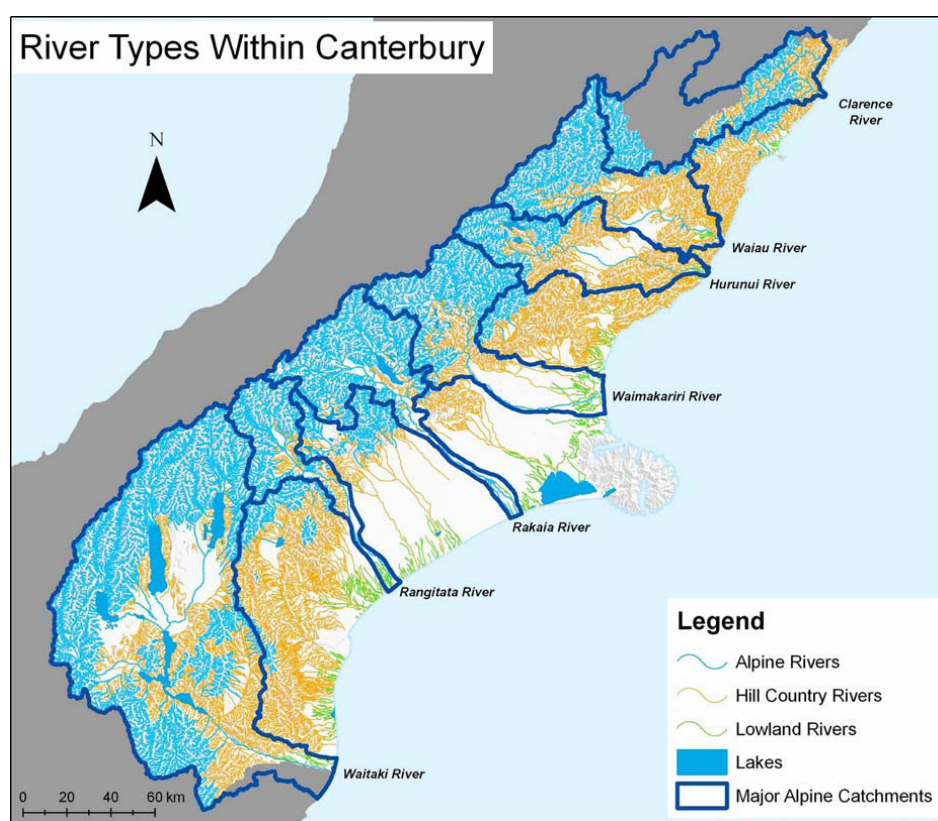 River Types Within Canterbury
N
Clarence
River
Waiau River
Hurunui River
Waimakariri River
Rakaia River
Rangitata River
Waitaki River
Legend
Alpine Rivers
Hill Country Rivers
Lowland Rivers
Lakes
Major Alpine Catchments
0 20 40 60 km